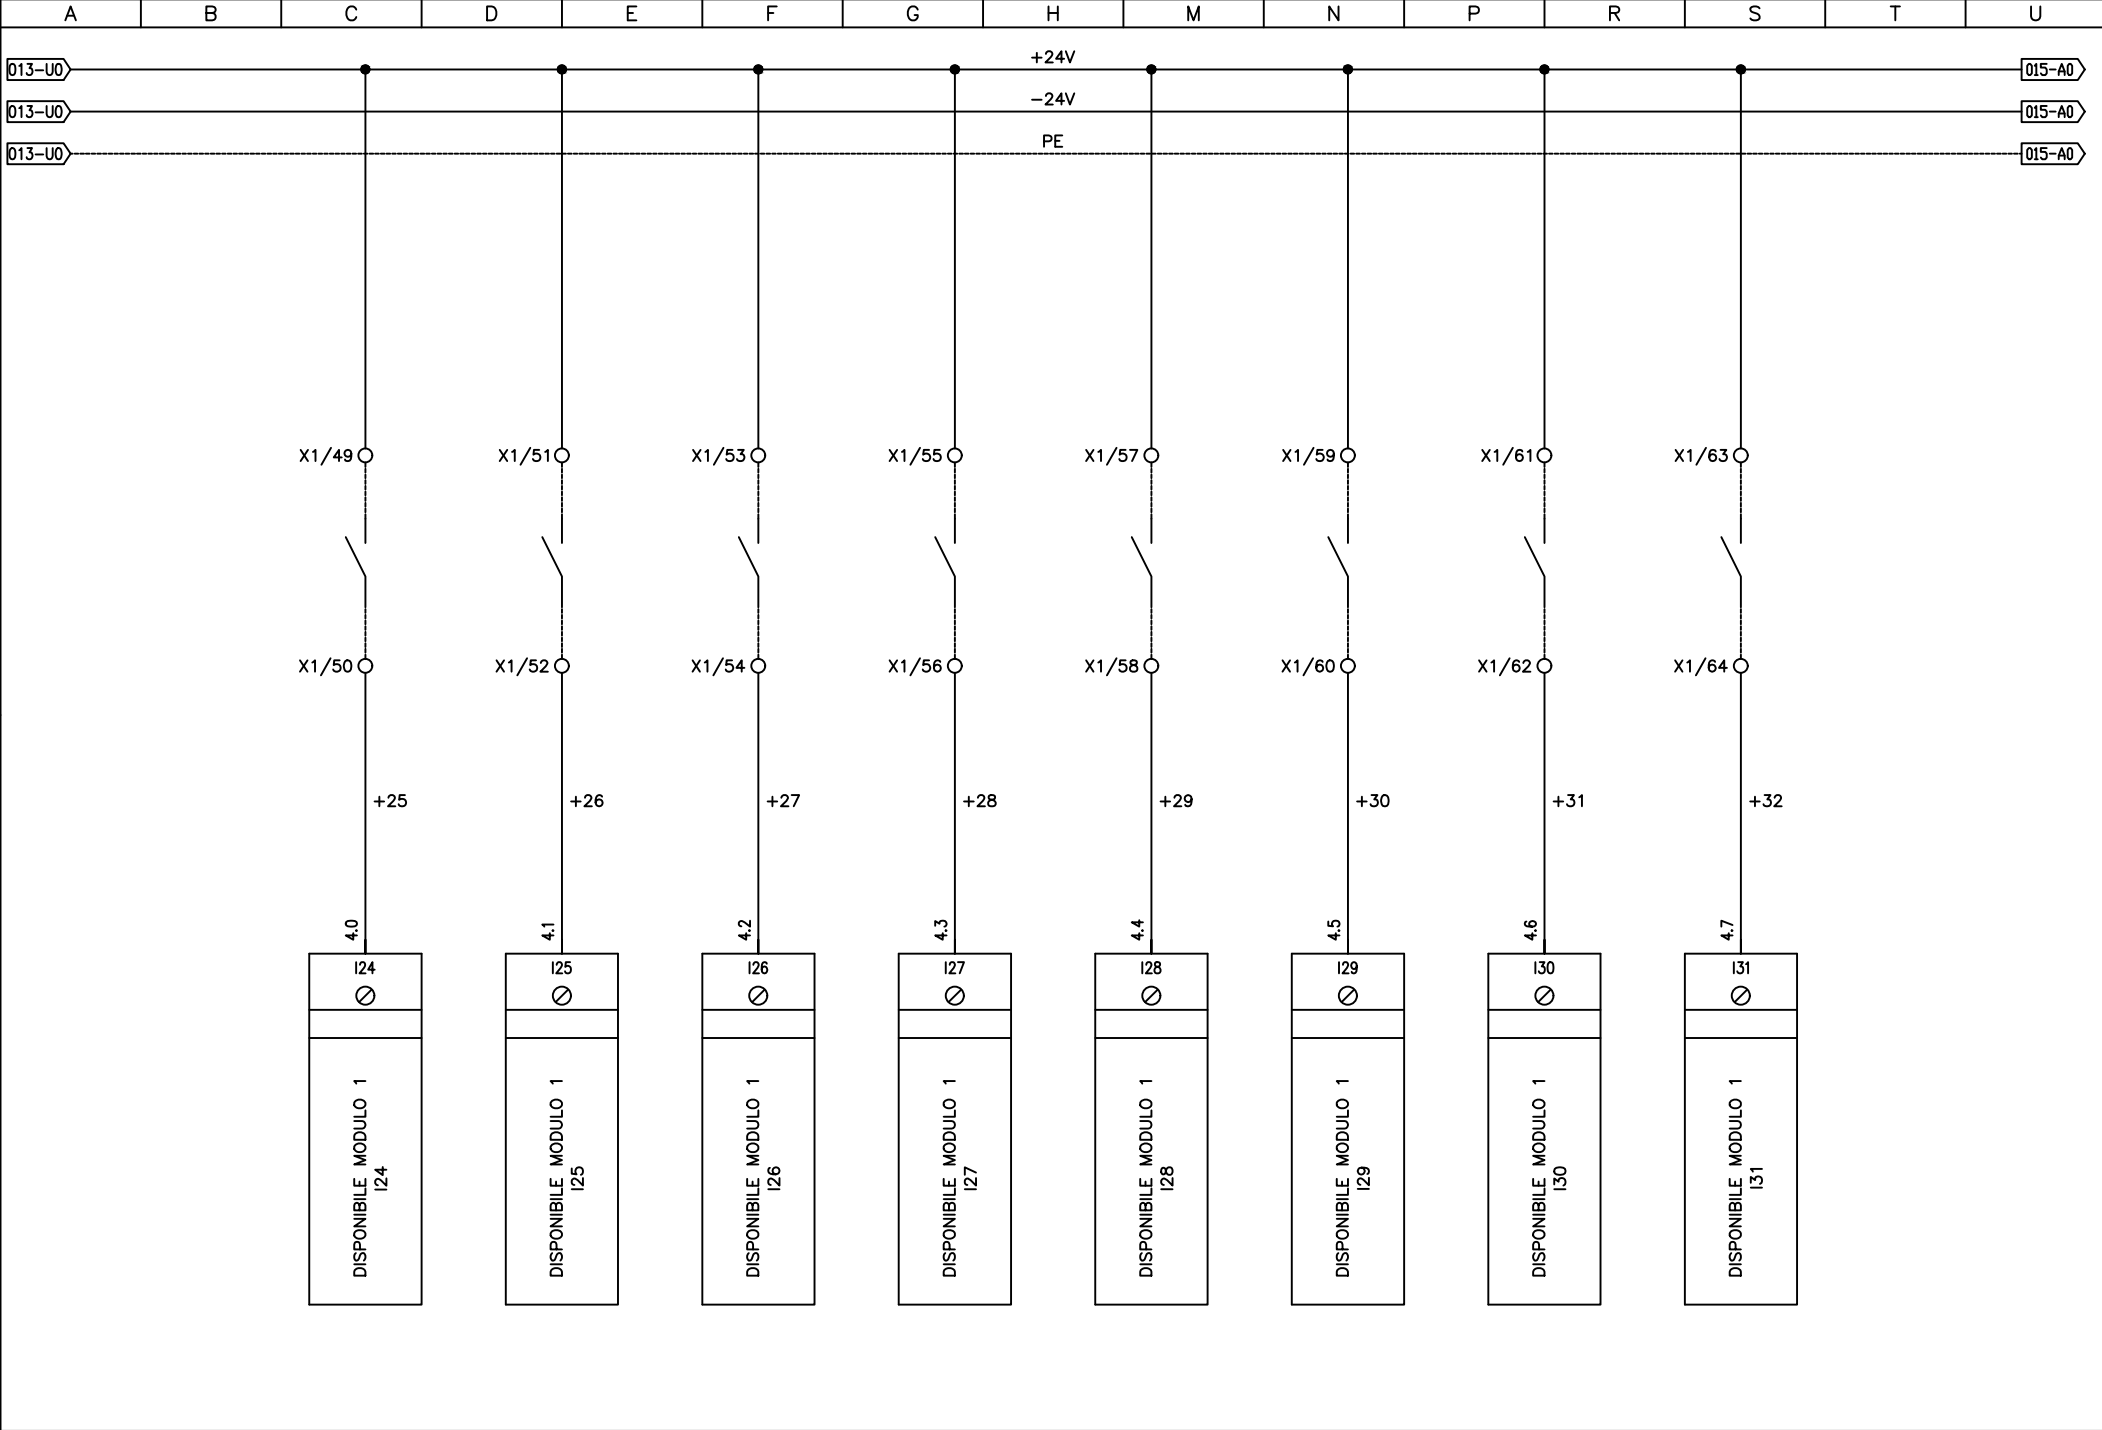 A B C D E F G H M N P R S T U
013-U0 +24V 015-A0
013-U0 -24V 015-A0
013-U0 PE 015-A0
X1/49 X1/51 X1/53 X1/55 X1/57 X1/59 X1/61 X1/63
X1/50 X1/52 X1/54 X1/56 X1/58 X1/60 X1/62 X1/64
+25 +26 +27 +28 +29 +30 +31 +32
4.0 4.1 4.2 4.3 4.4 4.5 4.6 4.7
I24 I25 I26 I27 I28 I29 I30 I31
DISPONIBILE MODULO 1
I24
DISPONIBILE MODULO 1
I25
DISPONIBILE MODULO 1
I26
DISPONIBILE MODULO 1
I27
DISPONIBILE MODULO 1
I28
DISPONIBILE MODULO 1
I29
DISPONIBILE MODULO 1
I30
DISPONIBILE MODULO 1
I31